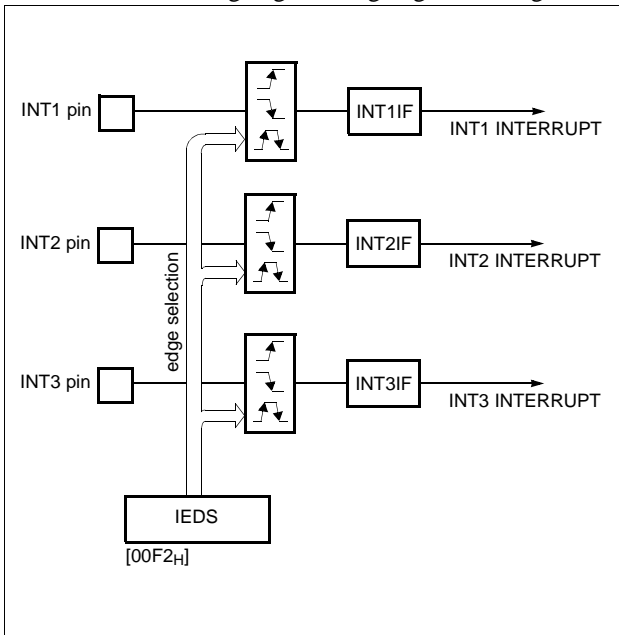 INT1 pin
INT1IF
INT1 INTERRUPT
INT2 pin
INT2IF
INT2 INTERRUPT
edge selection
INT3 pin
INT3IF
INT3 INTERRUPT
IEDS
[00F2H]